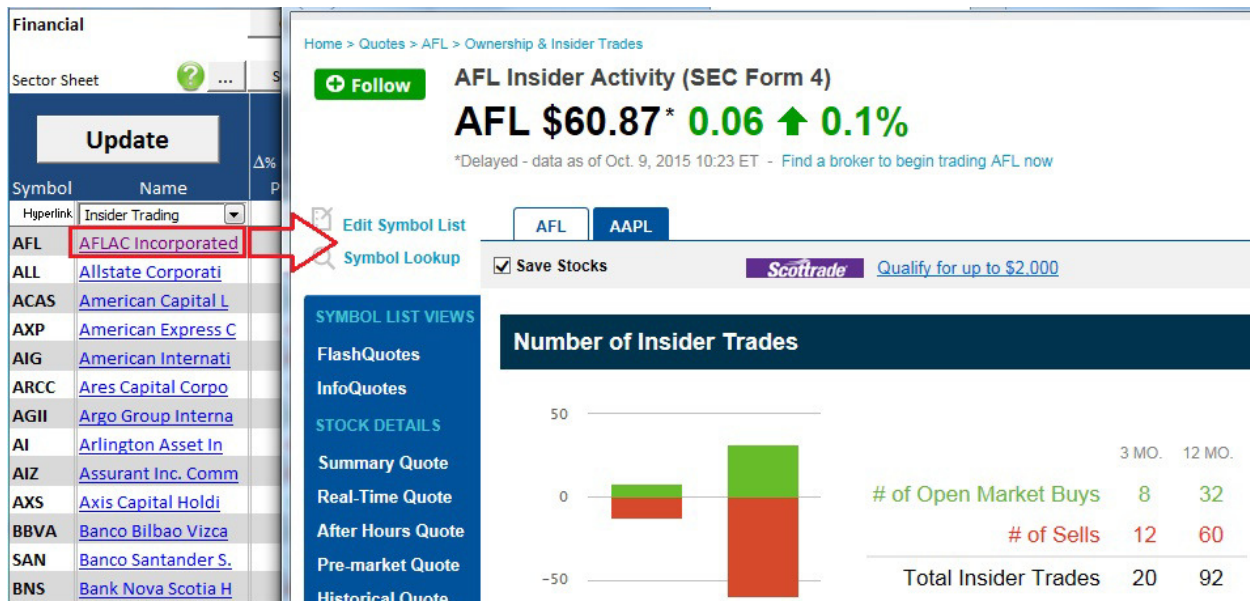 Financial
Sector Sheet
...
Update
Δ%
Symbol Name
Hyperlink Insider Trading
AFL AFLAC Incorporated
ALL Allstate Corporati
ACAS American Capital L
AXP American Express C
AIG American Internati
ARCC Ares Capital Corpo
AGII Argo Group Interna
AI Arlington Asset In
AIZ Assurant Inc. Comm
AXS Axis Capital Holdi
BBVA Banco Bilbao Vizca
SAN Banco Santander S.
BNS Bank Nova Scotia H
Home > Quotes > AFL > Ownership & Insider Trades
Follow
AFL Insider Activity (SEC Form 4)
AFL $60.87* 0.06 0.1%
*Delayed - data as of Oct. 9, 2015 10:23 ET - Find a broker to begin trading AFL now
Edit Symbol List
Symbol Lookup
AFL AAPL
Save Stocks
Scottrade Qualify for up to $2,000
SYMBOL LIST VIEWS
FlashQuotes
InfoQuotes
STOCK DETAILS
Summary Quote
Real-Time Quote
After Hours Quote
Pre-market Quote
Historical Quote
Number of Insider Trades
50
0
-50
3 MO. 12 MO.
# of Open Market Buys 8 32
# of Sells 12 60
Total Insider Trades 20 92